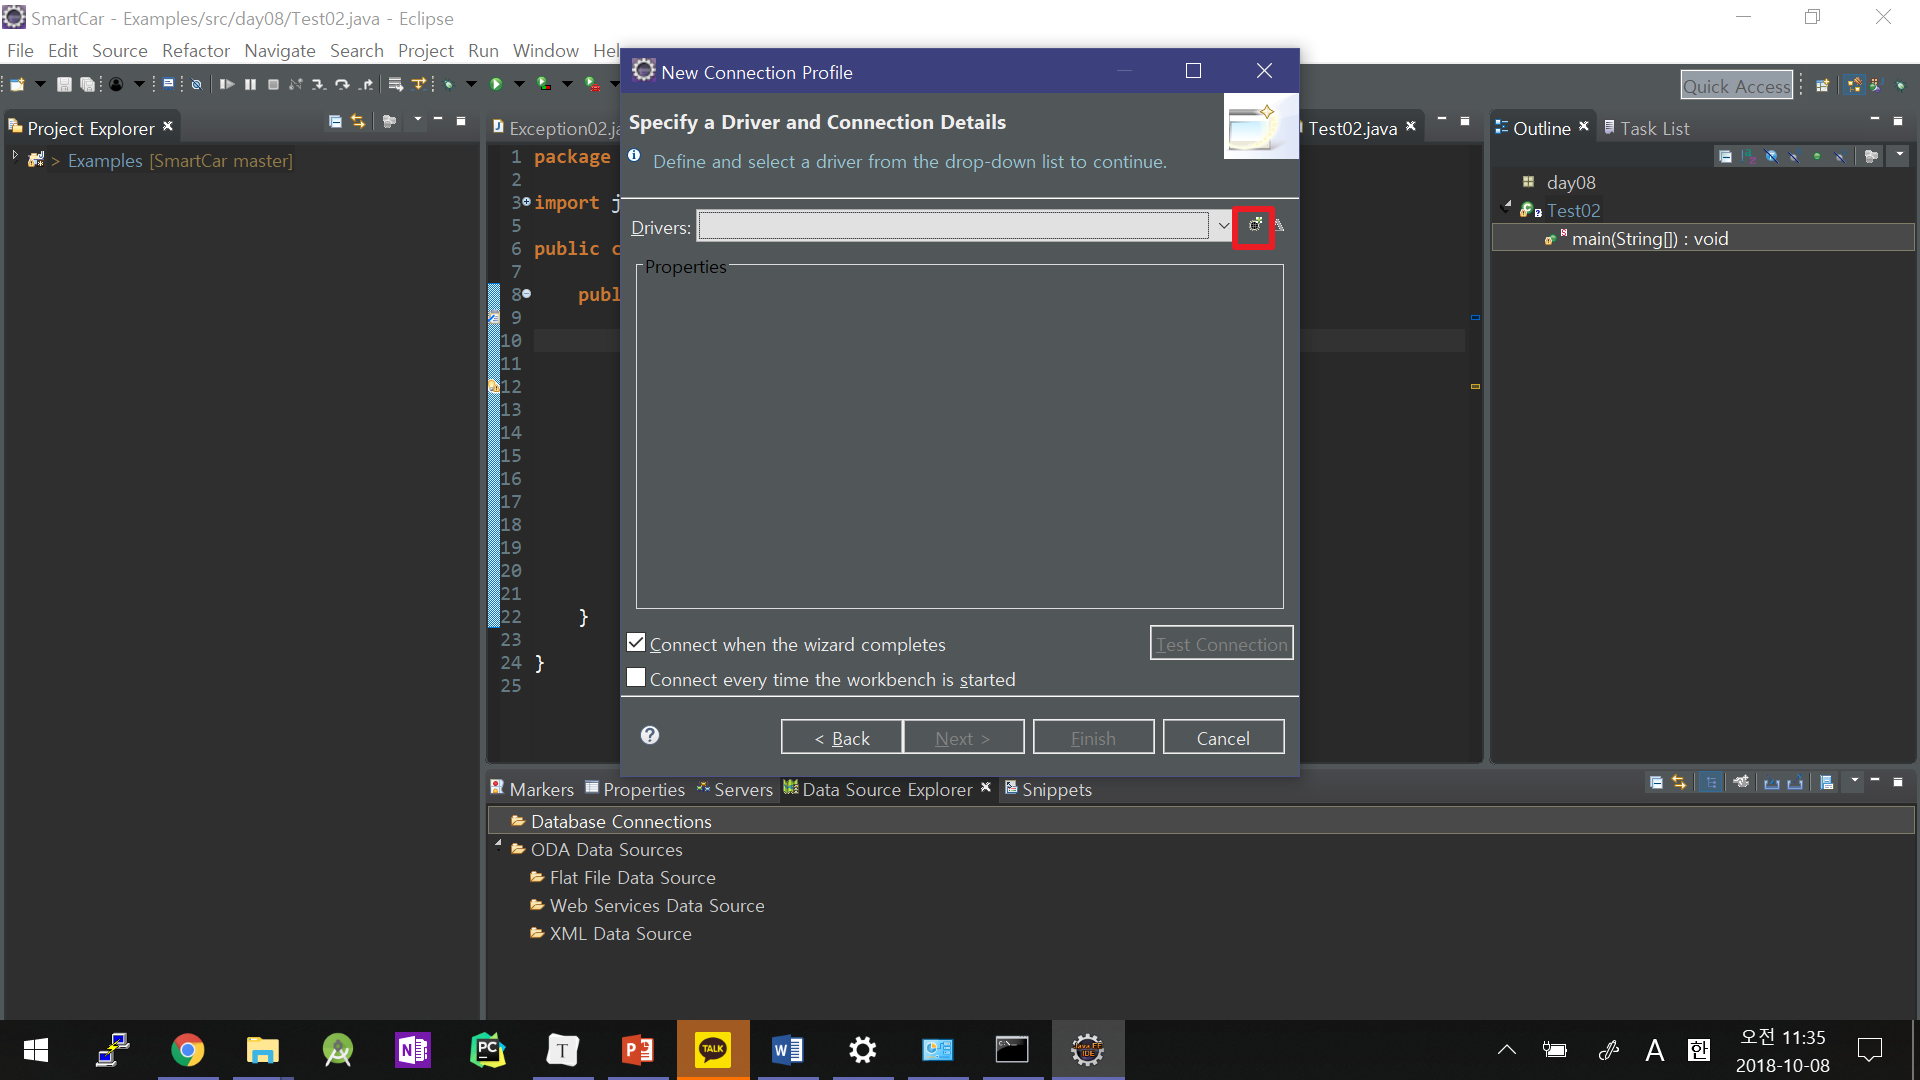 SmartCar - Examples/src/day08/Test02.java - Eclipse
File Edit Source Refactor Navigate Search Project Run Window Hel
New Connection Profile
Quick Access
Project Explorer
> Examples [SmartCar master]
Exception02.ja
Test02.java
1 package
2
3 import j
5
6 public c
7
8 publ
9
10
11
12
13
14
15
16
17
18
19
20
21
22 }
23
24 }
25
Specify a Driver and Connection Details
Define and select a driver from the drop-down list to continue.
Drivers:
Properties
Connect when the wizard completes
Test Connection
Connect every time the workbench is started
< Back
Next >
Finish
Cancel
Outline
Task List
day08
Test02
main(String[]) : void
Markers
Properties
Servers
Data Source Explorer
Snippets
Database Connections
ODA Data Sources
Flat File Data Source
Web Services Data Source
XML Data Source
PC
T
P
TALK
W
N
Java EE
IDE
A
한
오전 11:35
2018-10-08